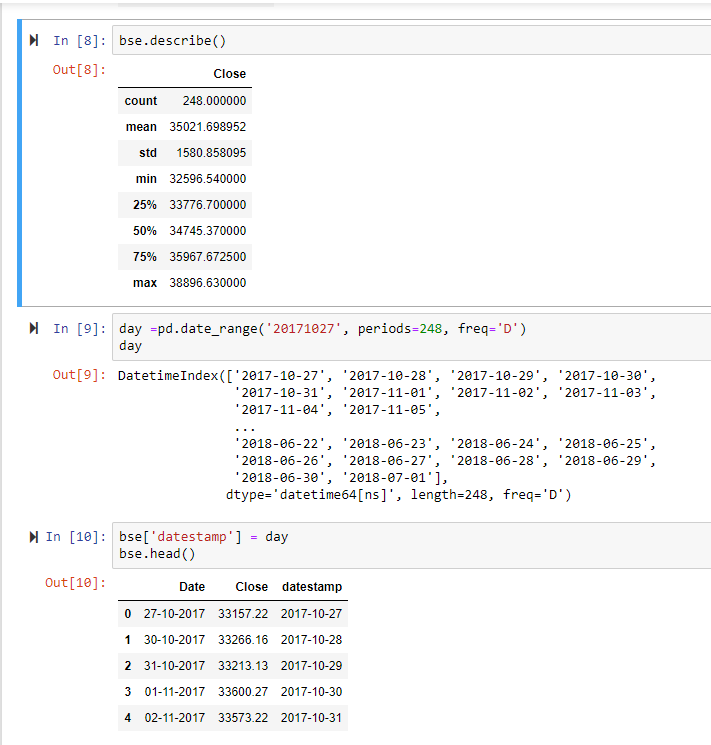 In [8]: bse.describe()
Out[8]:
Close
count 248.000000
mean 35021.698952
std 1580.858095
min 32596.540000
25% 33776.700000
50% 34745.370000
75% 35967.672500
max 38896.630000
In [9]: day =pd.date_range('20171027', periods=248, freq='D')
day
Out[9]: DatetimeIndex(['2017-10-27', '2017-10-28', '2017-10-29', '2017-10-30',
'2017-10-31', '2017-11-01', '2017-11-02', '2017-11-03',
'2017-11-04', '2017-11-05',
...
'2018-06-22', '2018-06-23', '2018-06-24', '2018-06-25',
'2018-06-26', '2018-06-27', '2018-06-28', '2018-06-29',
'2018-06-30', '2018-07-01'],
dtype='datetime64[ns]', length=248, freq='D')
In [10]: bse['datestamp'] = day
bse.head()
Out[10]:
Date Close datestamp
0 27-10-2017 33157.22 2017-10-27
1 30-10-2017 33266.16 2017-10-28
2 31-10-2017 33213.13 2017-10-29
3 01-11-2017 33600.27 2017-10-30
4 02-11-2017 33573.22 2017-10-31